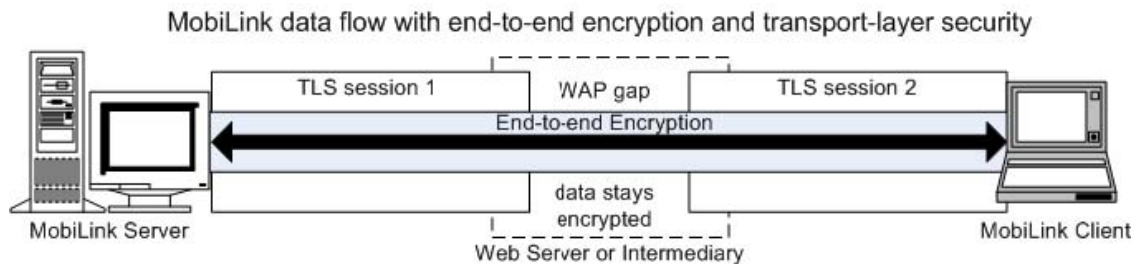 MobiLink data flow with end-to-end encryption and transport-layer security
TLS session 1
WAP gap
TLS session 2
End-to-end Encryption
data stays
encrypted
MobiLink Server
Web Server or Intermediary
MobiLink Client